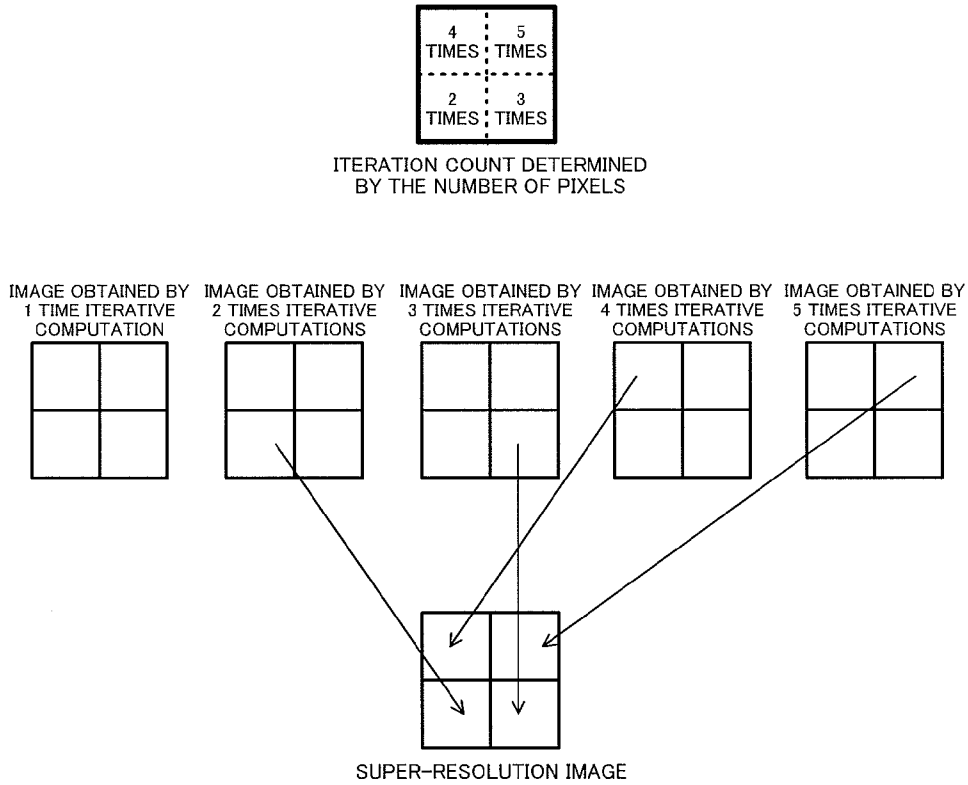 4 TIMES
5 TIMES
2 TIMES
3 TIMES
ITERATION COUNT DETERMINED
BY THE NUMBER OF PIXELS
IMAGE OBTAINED BY
1 TIME ITERATIVE
COMPUTATION
IMAGE OBTAINED BY
2 TIMES ITERATIVE
COMPUTATIONS
IMAGE OBTAINED BY
3 TIMES ITERATIVE
COMPUTATIONS
IMAGE OBTAINED BY
4 TIMES ITERATIVE
COMPUTATIONS
IMAGE OBTAINED BY
5 TIMES ITERATIVE
COMPUTATIONS
SUPER-RESOLUTION IMAGE